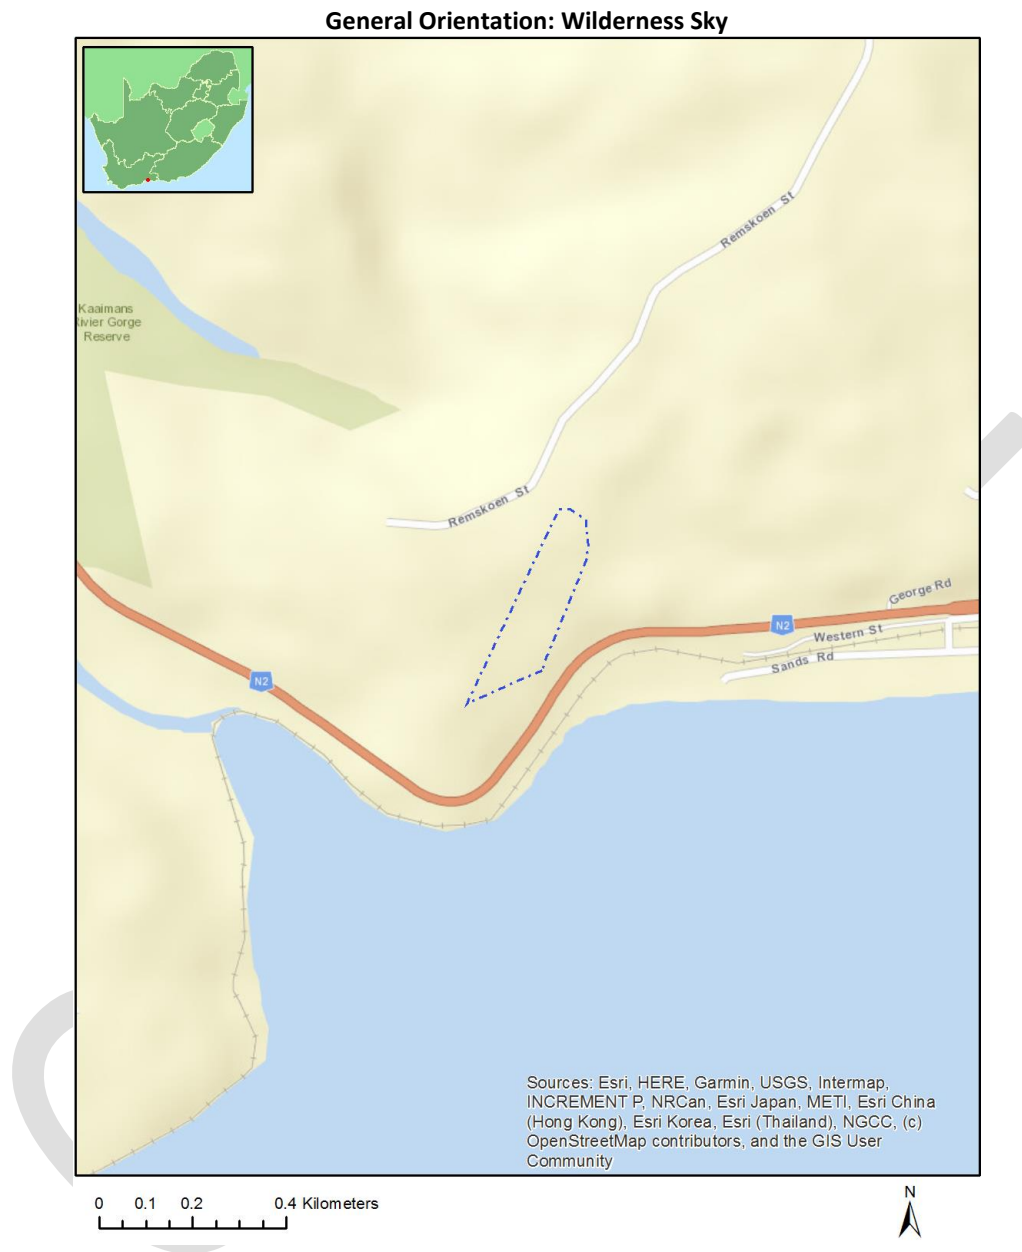 General Orientation: Wilderness Sky
Remskoen St
Kaaimans
ivier Gorge
Reserve
Remskoen St
George Rd
N2
Western St
Sands Rd
N2
Sources: Esri, HERE, Garmin, USGS, Intermap,
INCREMENT P, NRCan, Esri Japan, METI, Esri China
(Hong Kong), Esri Korea, Esri (Thailand), NGCC, (c)
OpenStreetMap contributors, and the GIS User
Community
N
0 0.1 0.2 0.4 Kilometers